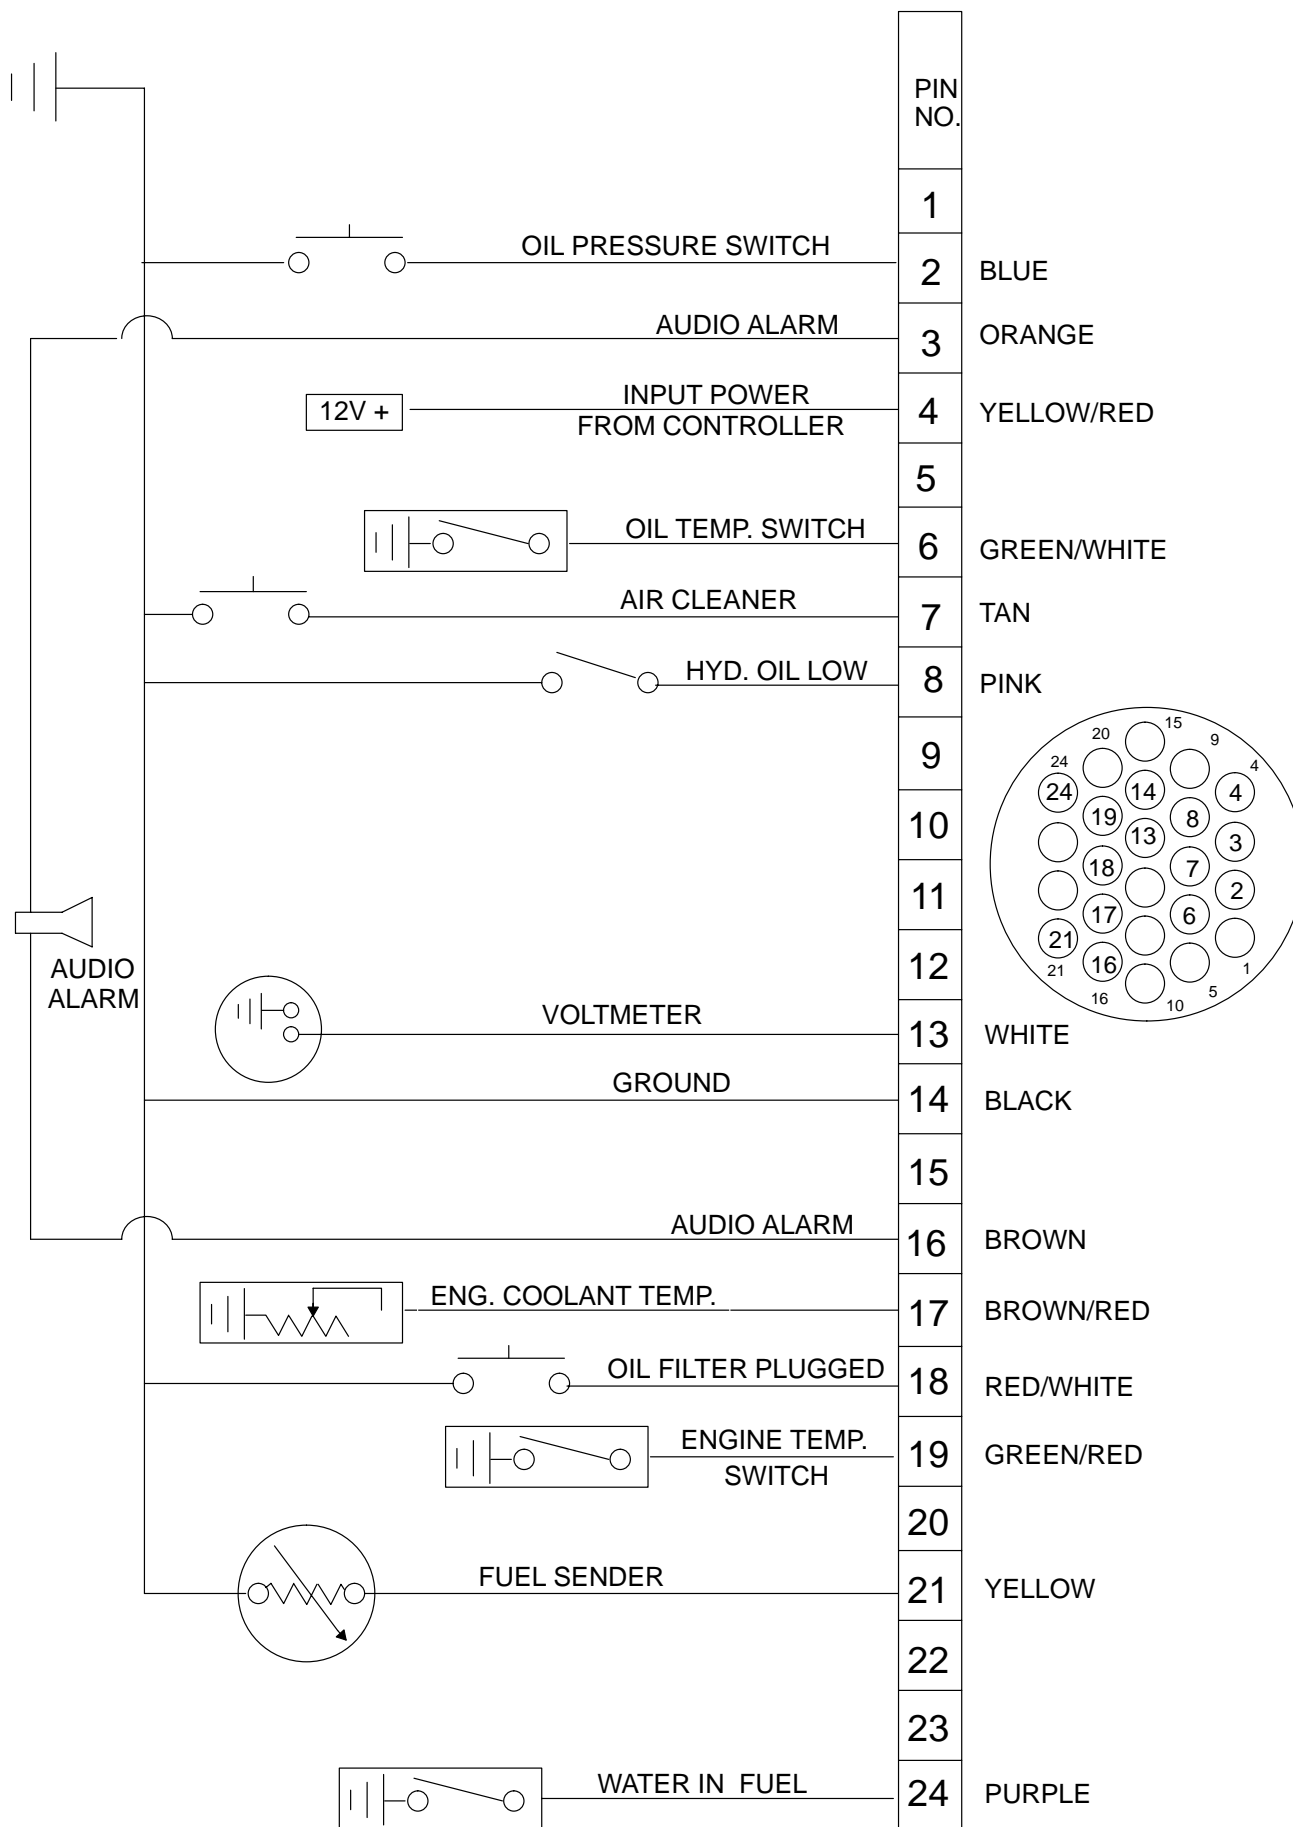 PIN
NO.
1
OIL PRESSURE SWITCH
2
BLUE
AUDIO ALARM
3
ORANGE
12V +
INPUT POWER
FROM CONTROLLER
4
YELLOW/RED
5
OIL TEMP. SWITCH
6
GREEN/WHITE
AIR CLEANER
7
TAN
HYD. OIL LOW
8
PINK
9
10
11
12
15
20
9
24
4
24
14
4
19
8
13
3
18
7
2
17
6
21
16
21
1
16
10
5
AUDIO
ALARM
VOLTMETER
13
WHITE
GROUND
14
BLACK
15
AUDIO ALARM
16
BROWN
ENG. COOLANT TEMP.
17
BROWN/RED
OIL FILTER PLUGGED
18
RED/WHITE
ENGINE TEMP.
SWITCH
19
GREEN/RED
20
FUEL SENDER
21
YELLOW
22
23
WATER IN FUEL
24
PURPLE